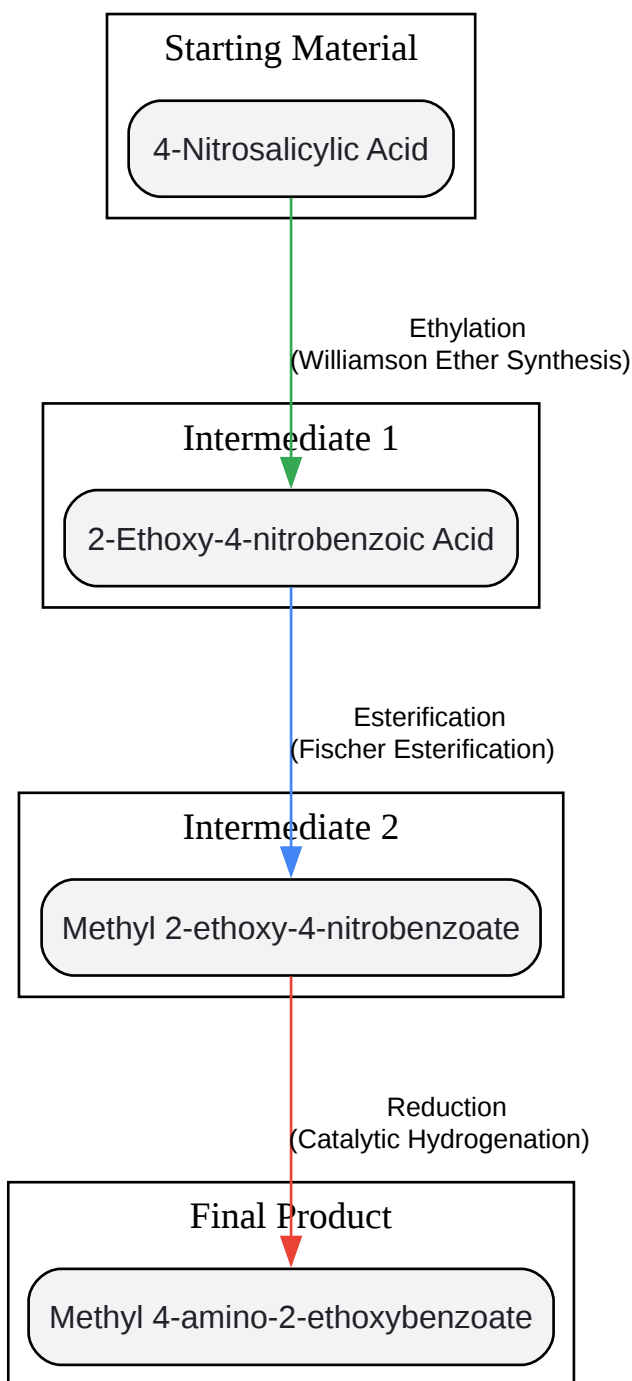 Starting Material
4-Nitrosalicylic Acid
Ethylation
(Williamson Ether Synthesis)
Intermediate 1
2-Ethoxy-4-nitrobenzoic Acid
Esterification
(Fischer Esterification)
Intermediate 2
Methyl 2-ethoxy-4-nitrobenzoate
Reduction
(Catalytic Hydrogenation)
Final Product
Methyl 4-amino-2-ethoxybenzoate